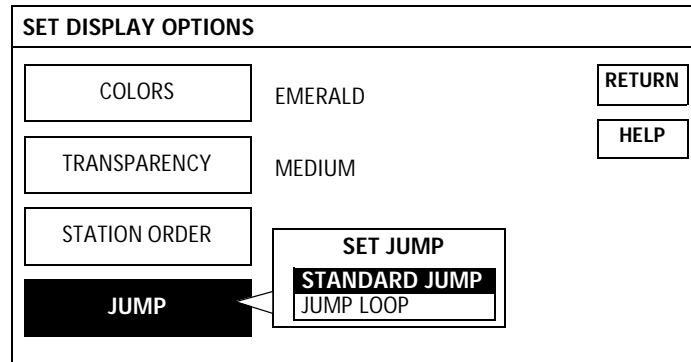 SET DISPLAY OPTIONS
COLORS
EMERALD
RETURN
HELP
TRANSPARENCY
MEDIUM
STATION ORDER
SET JUMP
STANDARD JUMP
JUMP LOOP
JUMP